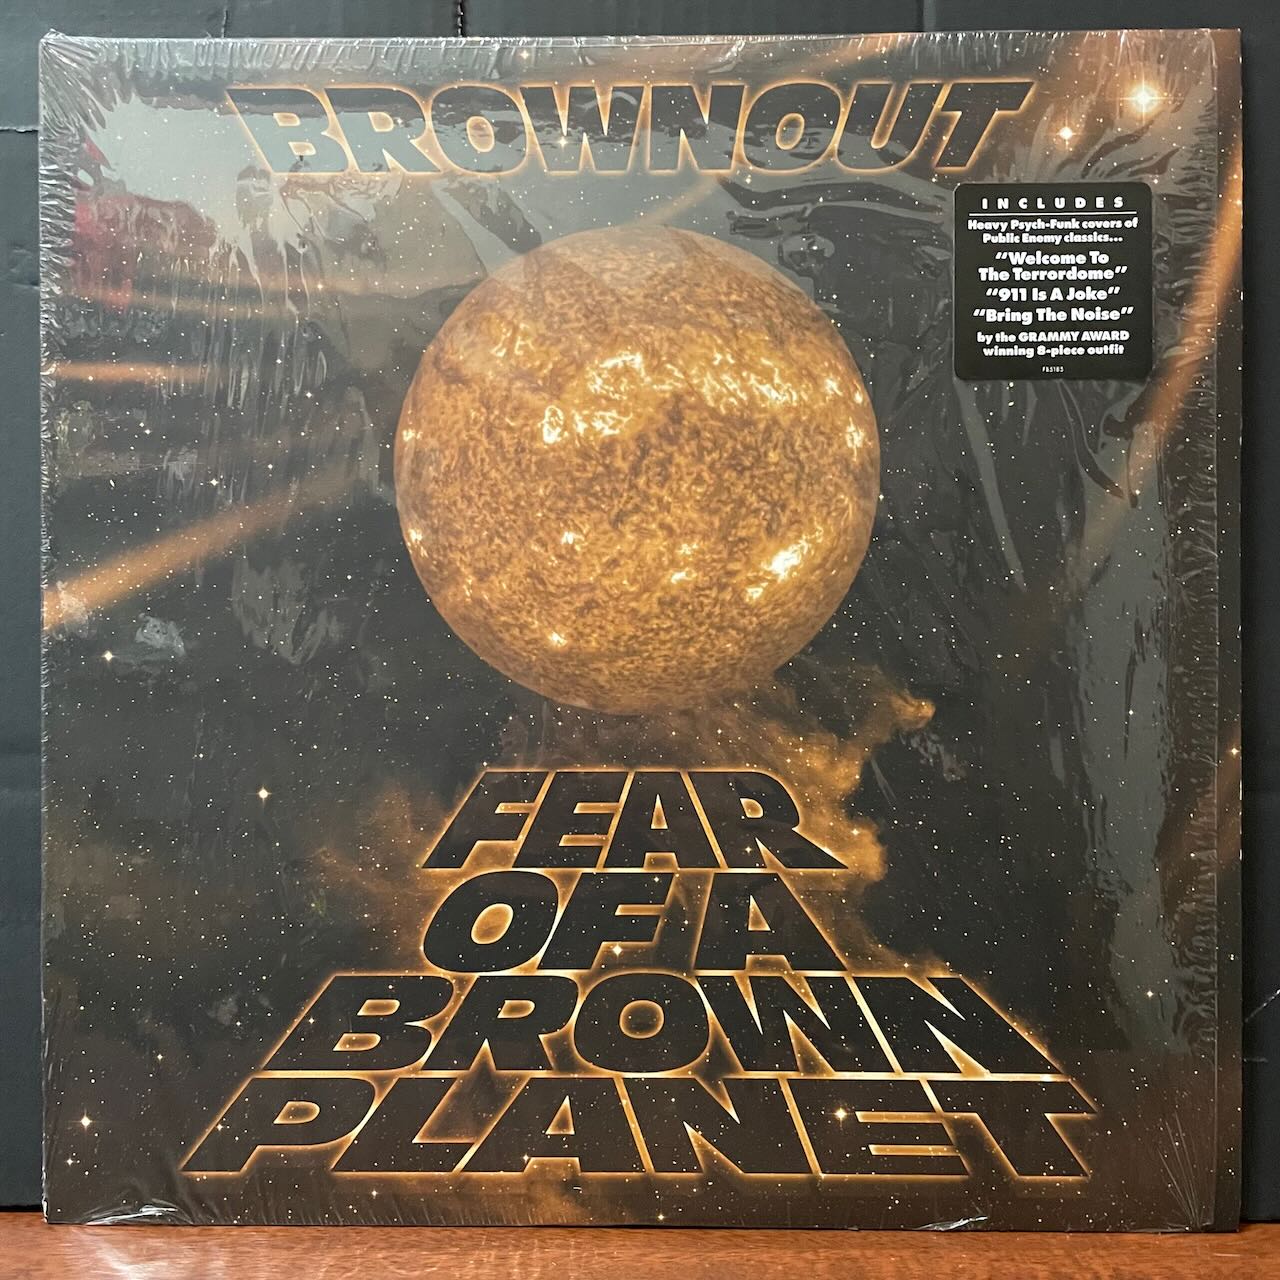 BROWNOUT
INCLUDES
Heavy Psych-Funk covers of
Public Enemy classics...
"Welcome To
The Terrordome"
"911 Is A Joke"
"Bring The Noise"
by the GRAMMY AWARD
winning 8-piece outfit
FB5185
FEAR
OF A
BROWN
PLANET